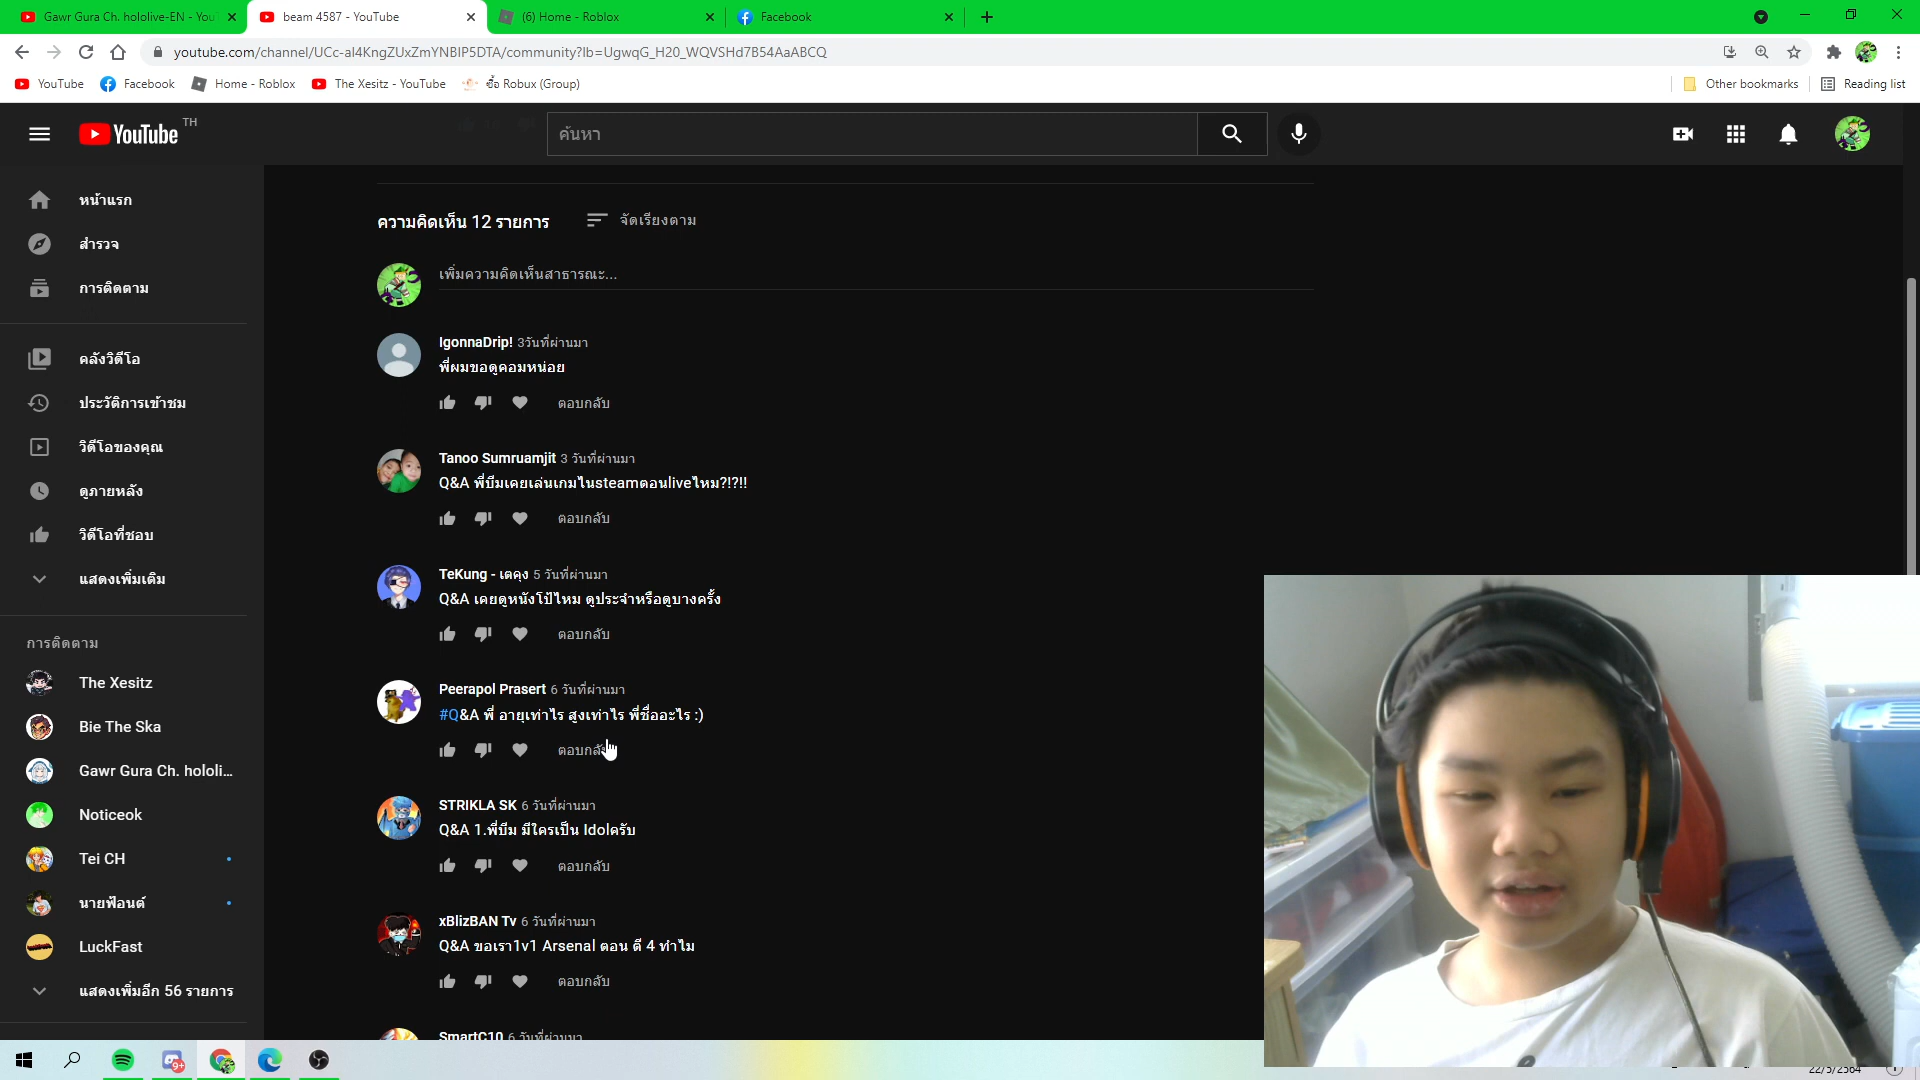 Gawr Gura Ch. hololive-EN - You
beam 4587 - YouTube
(6) Home - Roblox
Facebook
youtube.com/channel/UCc-al4KngZUxZmYNBIP5DTA/community?lb=UgwqG_H20_WQVSHd7B54AaABCQ
YouTube
Facebook
Home - Roblox
The Xesitz - YouTube
ซื้อ Robux (Group)
Other bookmarks
Reading list
YouTube TH
ค้นหา
หน้าแรก
สำรวจ
การติดตาม
คลังวิดีโอ
ประวัติการเข้าชม
วิดีโอของคุณ
ดูภายหลัง
วิดีโอที่ชอบ
แสดงเพิ่มเติม
การติดตาม
The Xesitz
Bie The Ska
Gawr Gura Ch. hololi...
Noticeok
Tei CH
นายฟ้อนต์
LuckFast
แสดงเพิ่มอีก 56 รายการ
ความคิดเห็น 12 รายการ
จัดเรียงตาม
เพิ่มความคิดเห็นสาธารณะ...
IgonnaDrip! 3วันที่ผ่านมา
พี่ผมขอดูคอมหน่อย
ตอบกลับ
Tanoo Sumruamjit 3 วันที่ผ่านมา
Q&A พี่บีมเคยเล่นเกมในsteamตอนliveไหม?!?!!
ตอบกลับ
TeKung - เตคุง 5 วันที่ผ่านมา
Q&A เคยดูหนังโป๊ไหม ดูประจำหรือดูบางครั้ง
ตอบกลับ
Peerapol Prasert 6 วันที่ผ่านมา
#Q&A พี่ อายุเท่าไร สูงเท่าไร พี่ชื่ออะไร :)
ตอบกลับ
STRIKLA SK 6 วันที่ผ่านมา
Q&A 1.พี่บีม มีใครเป็น Idolครับ
ตอบกลับ
xBlizBAN Tv 6 วันที่ผ่านมา
Q&A ขอเรา1v1 Arsenal ตอน ตี 4 ทำไม
ตอบกลับ
SmartC10 6 วันที่ผ่านมา
9+
22/5/2564